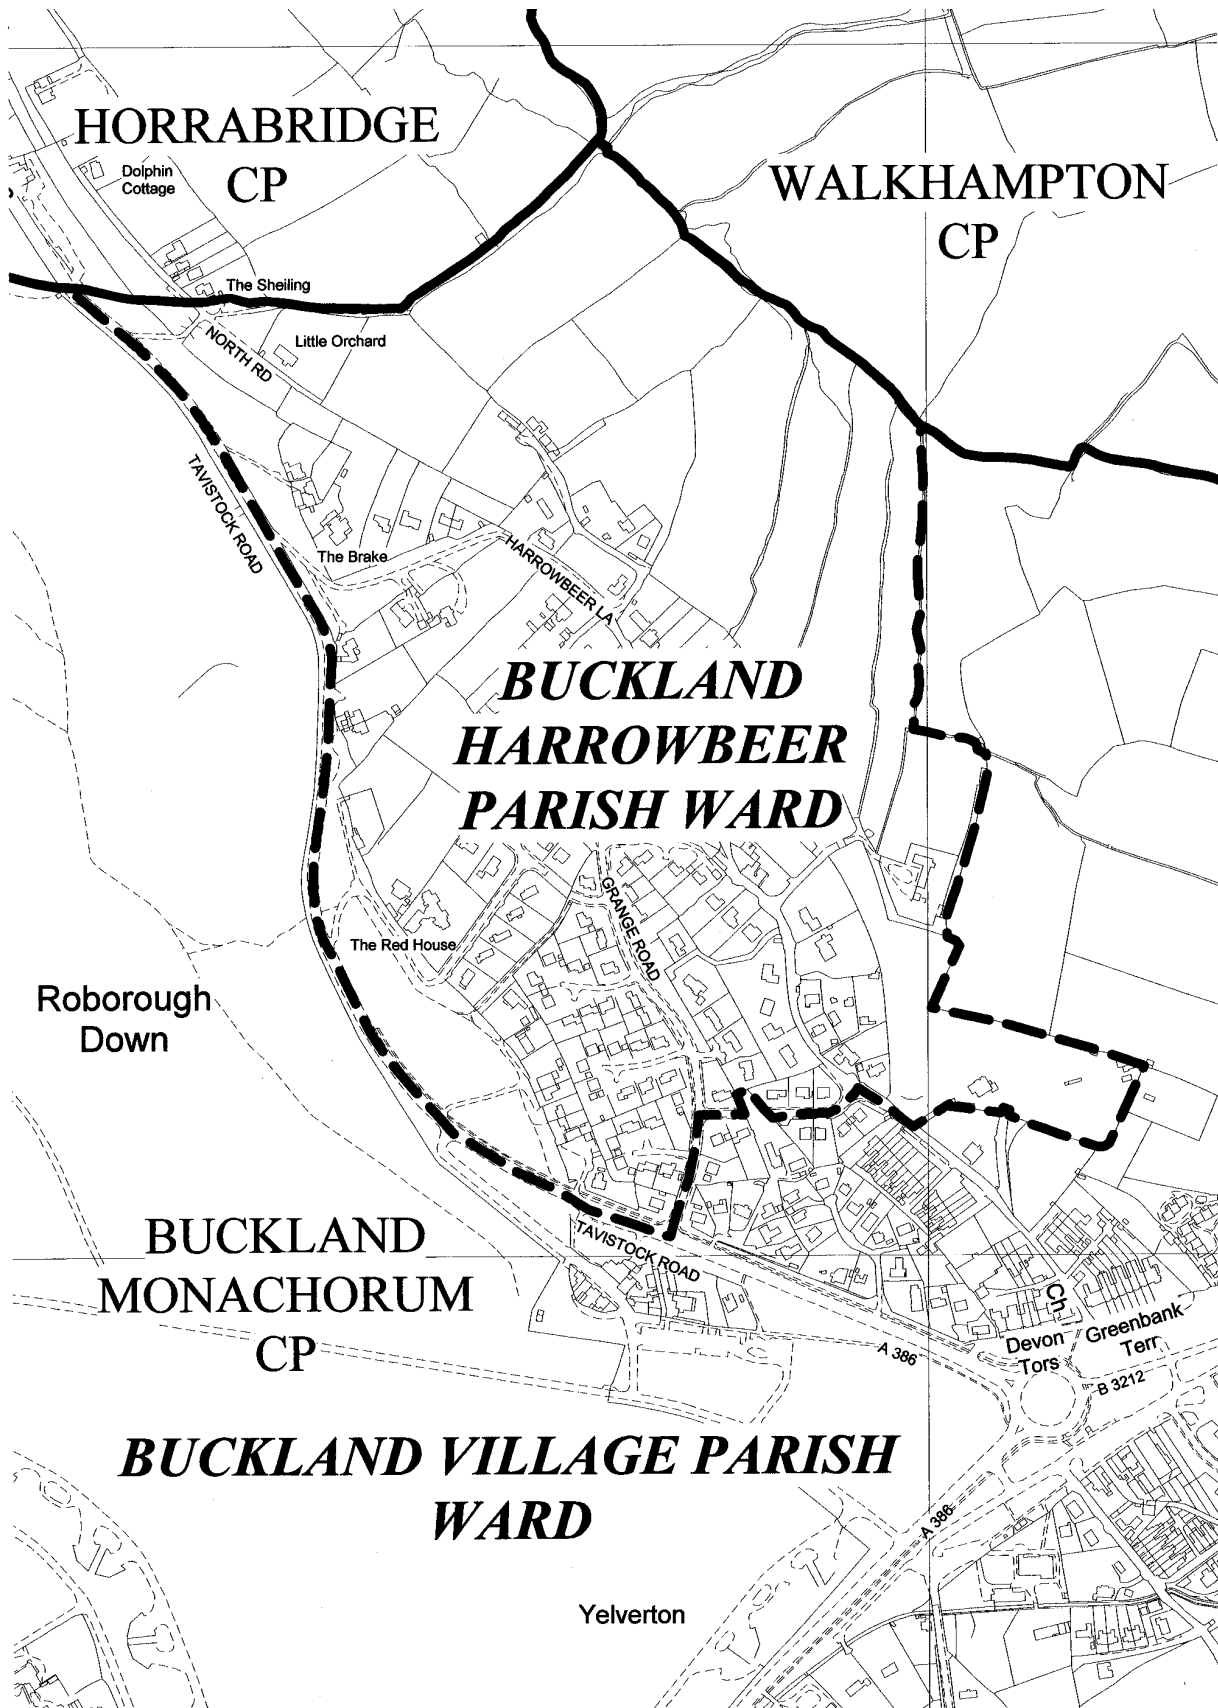 HORRABRIDGE
CP
Dolphin
Cottage
WALKHAMPTON
CP
The Sheiling
Little Orchard
NORTH RD
TAVISTOCK ROAD
The Brake
HARROWBEER LA
BUCKLAND
HARROWBEER
PARISH WARD
GRANGE ROAD
The Red House
Roborough
Down
BUCKLAND
MONACHORUM
CP
TAVISTOCK ROAD
Ch
Devon
Tors
Greenbank
Terr
A 386
B 3212
BUCKLAND VILLAGE PARISH
WARD
A 386
Yelverton